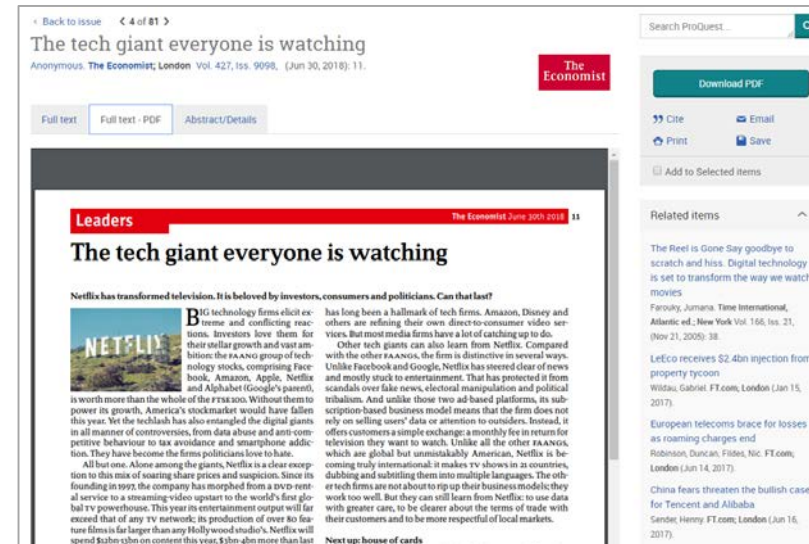 Back to issue < 4 of 81 >
The tech giant everyone is watching
Anonymous. The Economist; London Vol. 427, Iss. 9098, (Jun 30, 2018): 11.
The
Economist
Full text
Full text - PDF
Abstract/Details
Leaders
The Economist June 30th 2018 11
The tech giant everyone is watching
Netflix has transformed television. It is beloved by investors, consumers and politicians. Can that last?
NETFLIX
BIG technology firms elicit ex-
treme and conflicting reac-
tions. Investors love them for
their stellar growth and vast am-
bition: the FAANG group of tech-
nology stocks, comprising Face-
book, Amazon, Apple, Netflix
and Alphabet (Google's parent),
is worth more than the whole of the FTSE100. Without them to
power its growth, America's stockmarket would have fallen
this year. Yet the techlash has also entangled the digital giants
in all manner of controversies, from data abuse and anti-com-
petitive behaviour to tax avoidance and smartphone addic-
tion. They have become the firms politicians love to hate.
All but one. Alone among the giants, Netflix is a clear excep-
tion to this mix of soaring share prices and suspicion. Since its
founding in 1997, the company has morphed from a DVD-rent-
al service to a streaming-video upstart to the world's first glo-
bal TV powerhouse. This year its entertainment output will far
exceed that of any TV network; its production of over 80 fea-
ture films is far larger than any Hollywood studio's. Netflix will
spend $12bn-13bn on content this year, $3bn-4bn more than last
has long been a hallmark of tech firms. Amazon, Disney and
others are refining their own direct-to-consumer video ser-
vices. But most media firms have a lot of catching up to do.
Other tech giants can also learn from Netflix. Compared
with the other FAANGs, the firm is distinctive in several ways.
Unlike Facebook and Google, Netflix has steered clear of news
and mostly stuck to entertainment. That has protected it from
scandals over fake news, electoral manipulation and political
tribalism. And unlike those two ad-based platforms, its sub-
scription-based business model means that the firm does not
rely on selling users' data or attention to outsiders. Instead, it
offers customers a simple exchange: a monthly fee in return for
television they want to watch. Unlike all the other FAANGs,
which are global but unmistakably American, Netflix is be-
coming truly international: it makes TV shows in 21 countries,
dubbing and subtitling them into multiple languages. The oth-
er tech firms are not about to rip up their business models; they
work too well. But they can still learn from Netflix: to use data
with greater care, to be clearer about the terms of trade with
their customers and to be more respectful of local markets.
Next up: house of cards
Search ProQuest...
Download PDF
Cite
Email
Print
Save
Add to Selected items
Related items
The Reel is Gone Say goodbye to
scratch and hiss. Digital technology
is set to transform the way we watch
movies
Farouky, Jumana. Time International,
Atlantic ed.; New York Vol. 166, Iss. 21,
(Nov 21, 2005): 38.
LeEco receives $2.4bn injection from
property tycoon
Wildau, Gabriel. FT.com; London (Jan 15,
2017).
European telecoms brace for losses
as roaming charges end
Robinson, Duncan; Fildes, Nic. FT.com;
London (Jun 14, 2017).
China fears threaten the bullish case
for Tencent and Alibaba
Sender, Henny. FT.com; London (Jun 16,
2017).